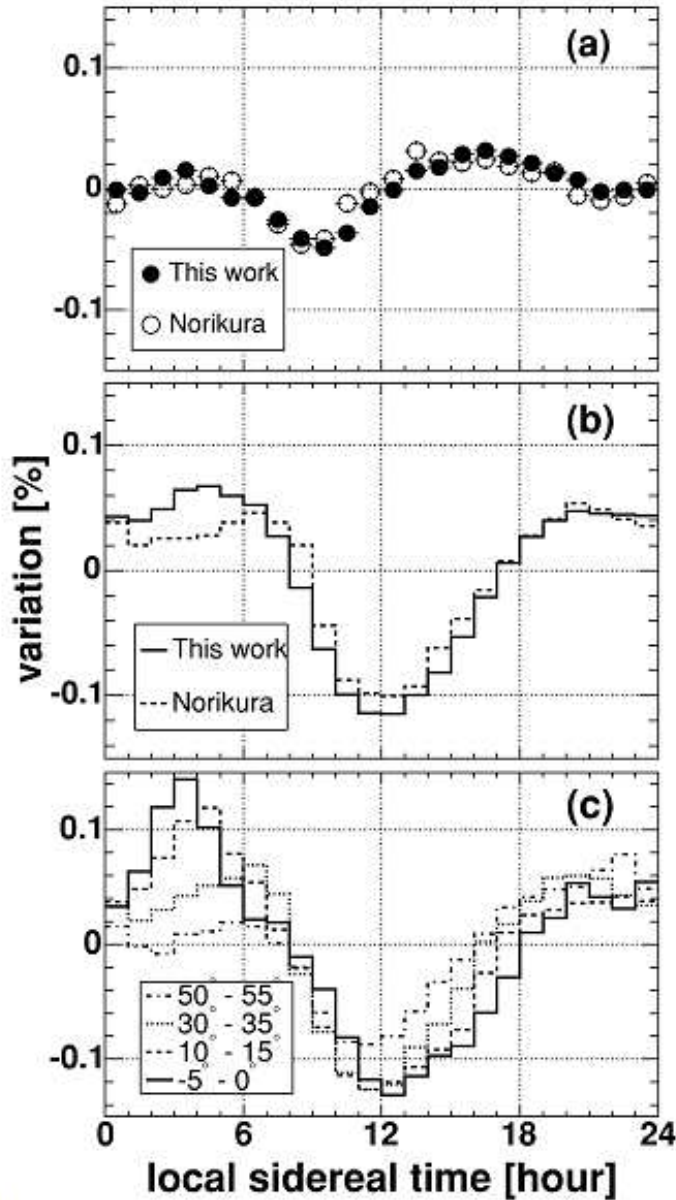 (a)
0.1
0
-0.1
This work
Norikura
(b)
0.1
0
-0.1
This work
Norikura
variation [%]
(c)
0.1
0
-0.1
50° - 55°
30° - 35°
10° - 15°
-5° - 0°
0 6 12 18 24
local sidereal time [hour]